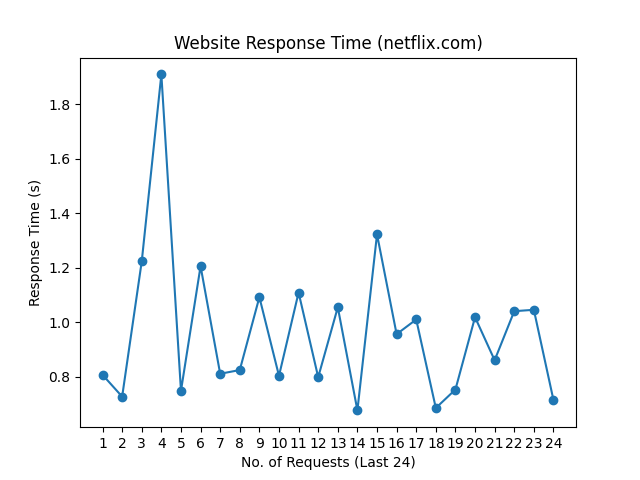 Website Response Time (netflix.com)
1.8
1.6
1.4
1.2
1.0
0.8
Response Time (s)
1 2 3 4 5 6 7 8 9 10 11 12 13 14 15 16 17 18 19 20 21 22 23 24
No. of Requests (Last 24)